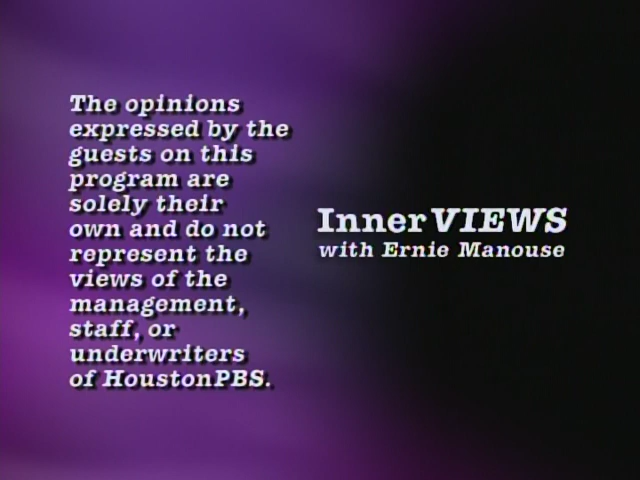 The opinions
expressed by the
guests on this
program are
solely their
own and do not
represent the
views of the
management,
staff, or
underwriters
of HoustonPBS.
InnerVIEWS
with Ernie Manouse